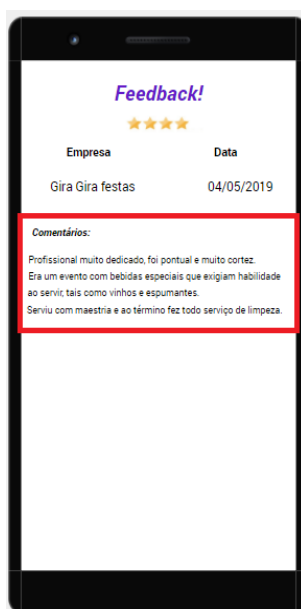 Feedback!
Empresa Data
Gira Gira festas 04/05/2019
Comentários:
Profissional muito dedicado, foi pontual e muito cortez.
Era um evento com bebidas especiais que exigiam habilidade
ao servir, tais como vinhos e espumantes.
Serviu com maestria e ao término fez todo serviço de limpeza.